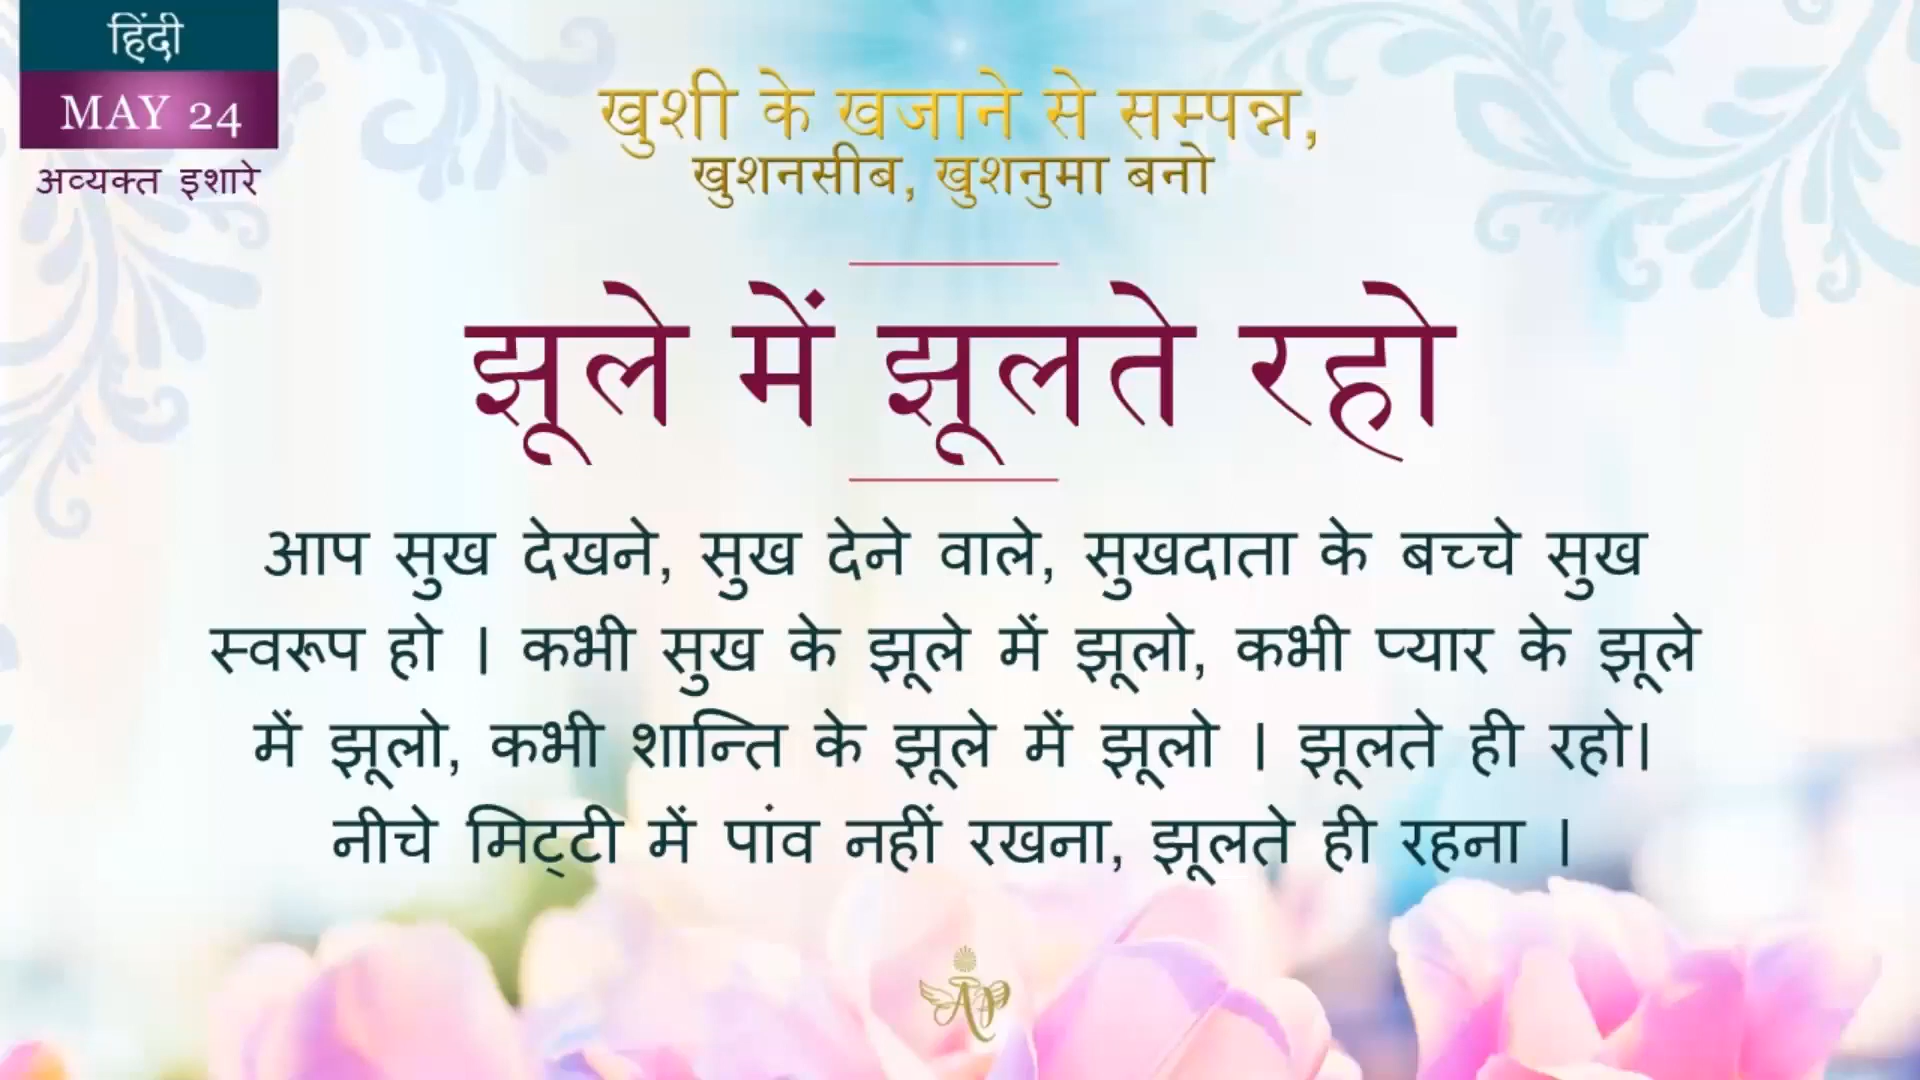 हिंदी
MAY 24
अव्यक्त इशारे
खुशी के खजाने से सम्पन्न,
खुशनसीब, खुशनुमा बनो
झूले में झूलते रहो
आप सुख देखने, सुख देने वाले, सुखदाता के बच्चे सुख
स्वरूप हो । कभी सुख के झूले में झूलो, कभी प्यार के झूले
में झूलो, कभी शान्ति के झूले में झूलो । झूलते ही रहो।
नीचे मिट्टी में पांव नहीं रखना, झूलते ही रहना ।
AP